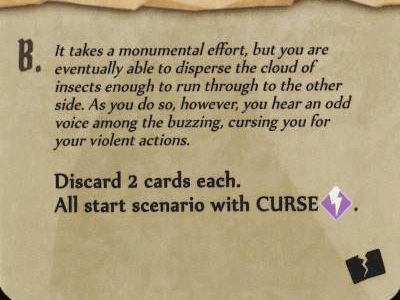 B. It takes a monumental effort, but you are
eventually able to disperse the cloud of
insects enough to run through to the other
side. As you do so, however, you hear an odd
voice among the buzzing, cursing you for
your violent actions.
Discard 2 cards each.
All start scenario with CURSE.